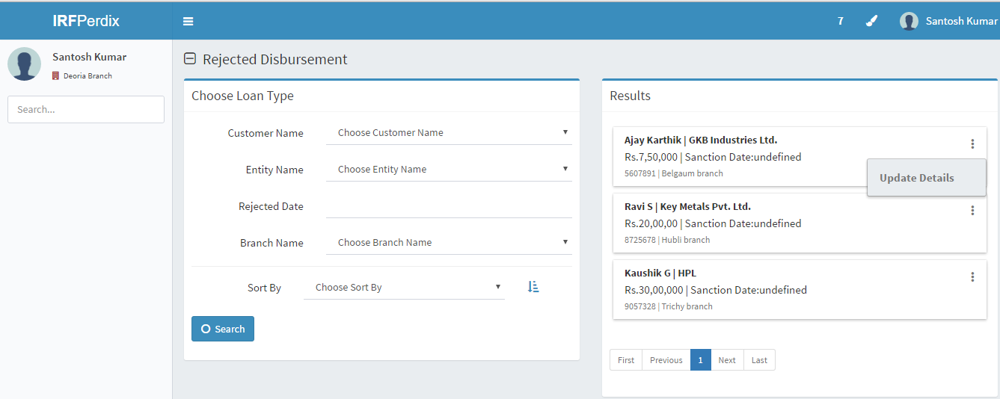 IRFPerdix
7
Santosh Kumar
Santosh Kumar
Deoria Branch
Search...
Rejected Disbursement
Choose Loan Type
Customer Name
Choose Customer Name
Entity Name
Choose Entity Name
Rejected Date
Branch Name
Choose Branch Name
Sort By
Choose Sort By
Search
Results
Ajay Karthik | GKB Industries Ltd.
Rs.7,50,000 | Sanction Date:undefined
5607891 | Belgaum branch
Update Details
Ravi S | Key Metals Pvt. Ltd.
Rs.20,00,00 | Sanction Date:undefined
8725678 | Hubli branch
Kaushik G | HPL
Rs.30,00,000 | Sanction Date:undefined
9057328 | Trichy branch
First Previous 1 Next Last